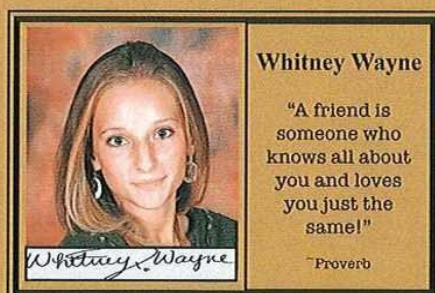 Whitney Wayne
"A friend is
someone who
knows all about
you and loves
you just the
same!"
~Proverb
Whitney Wayne